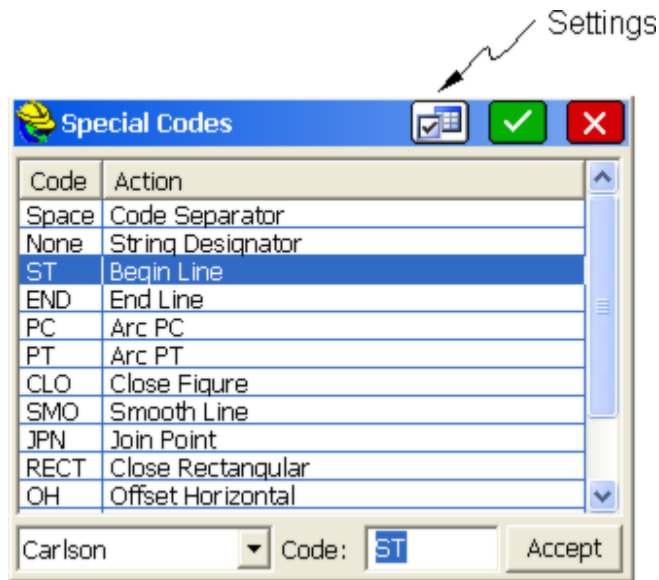 Settings
Special Codes
Code Action
Space Code Separator
None String Designator
ST Begin Line
END End Line
PC Arc PC
PT Arc PT
CLO Close Figure
SMO Smooth Line
JPN Join Point
RECT Close Rectangular
OH Offset Horizontal
Carlson Code: ST Accept